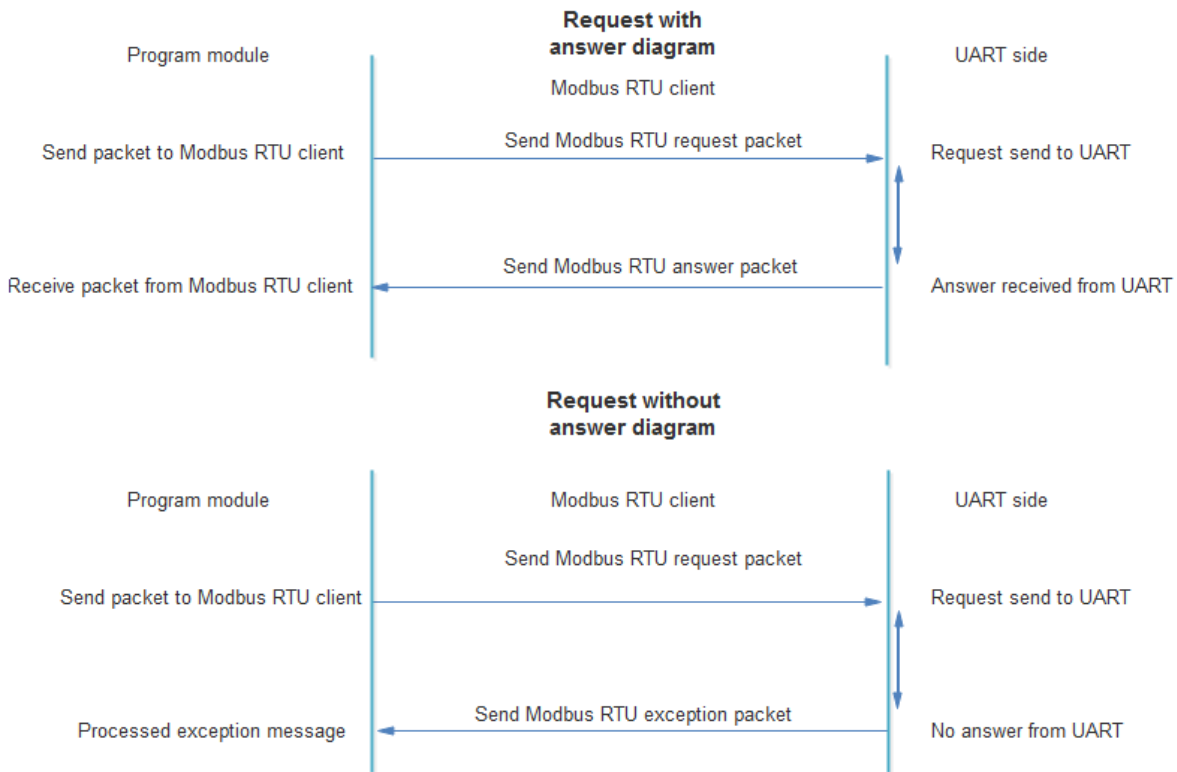 Request with
answer diagram
Program module
UART side
Modbus RTU client
Send Modbus RTU request packet
Send packet to Modbus RTU client
Request send to UART
Send Modbus RTU answer packet
Receive packet from Modbus RTU client
Answer received from UART
Request without
answer diagram
Program module
Modbus RTU client
UART side
Send Modbus RTU request packet
Send packet to Modbus RTU client
Request send to UART
Send Modbus RTU exception packet
Processed exception message
No answer from UART